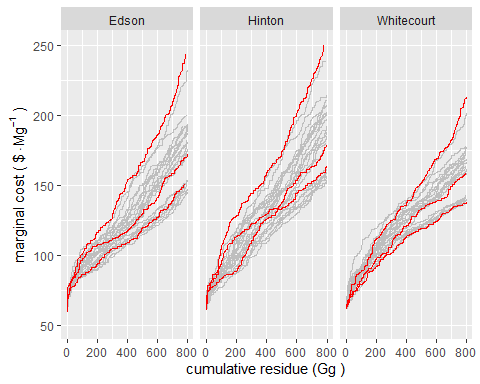 Edson Hinton Whitecourt
marginal cost ( $ · Mg⁻¹ )
250
200
150
100
50
0 200 400 600 800 0 200 400 600 800 0 200 400 600 800
cumulative residue (Gg )